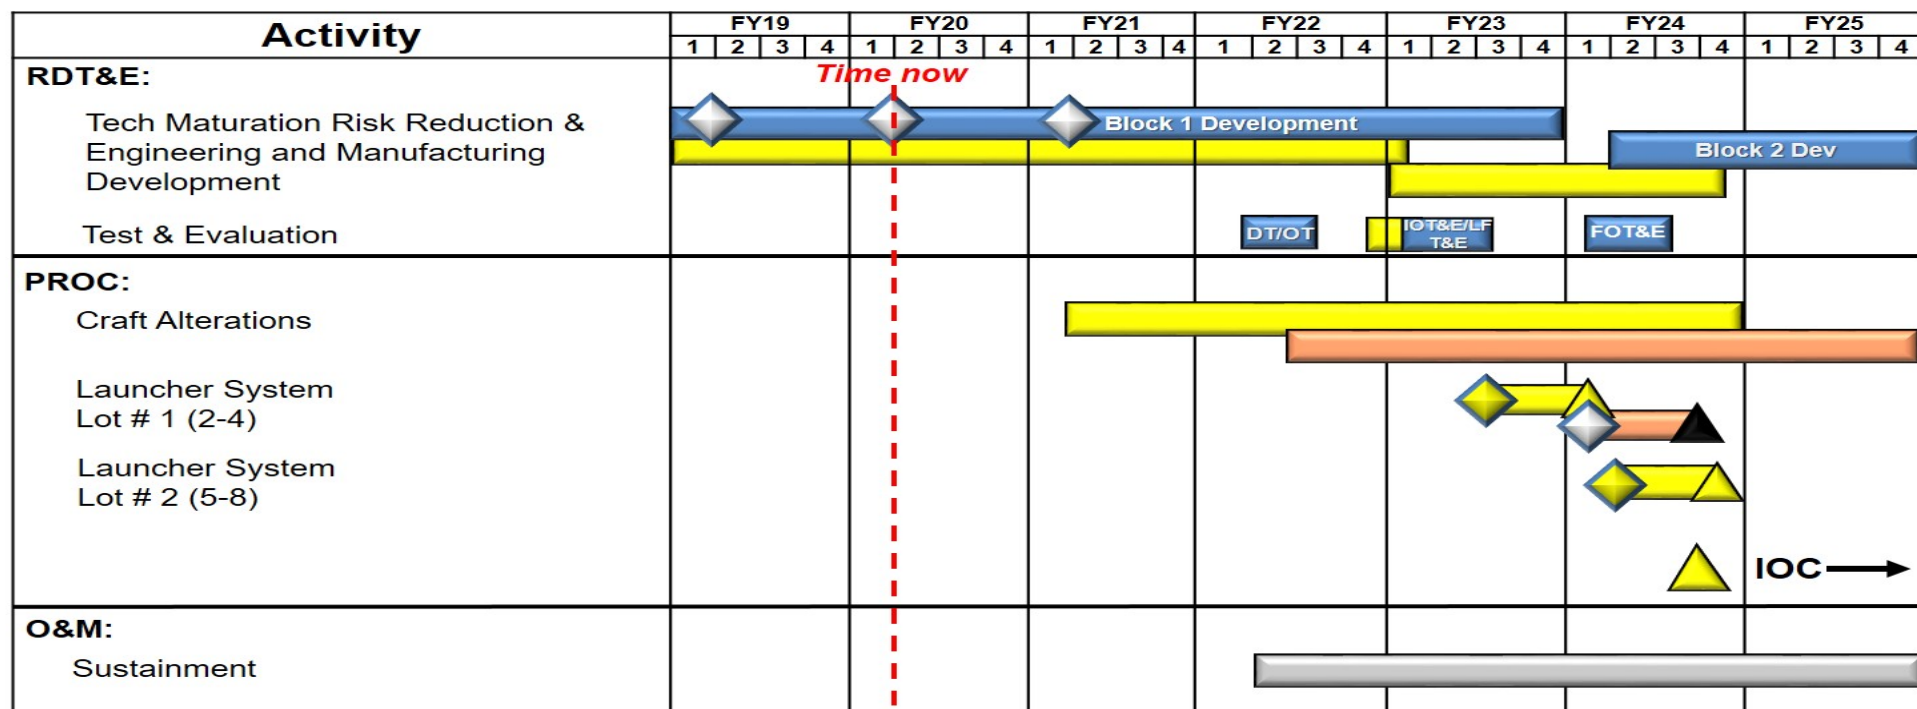 Activity
FY19 FY20 FY21 FY22 FY23 FY24 FY25
1 2 3 4 1 2 3 4 1 2 3 4 1 2 3 4 1 2 3 4 1 2 3 4 1 2 3 4
RDT&E:
Time now
Tech Maturation Risk Reduction &
Engineering and Manufacturing
Development
Block 1 Development
Block 2 Dev
Test & Evaluation
DT/OT
IOT&E/LF
T&E
FOT&E
PROC:
Craft Alterations
Launcher System
Lot # 1 (2-4)
Launcher System
Lot # 2 (5-8)
IOC
O&M:
Sustainment